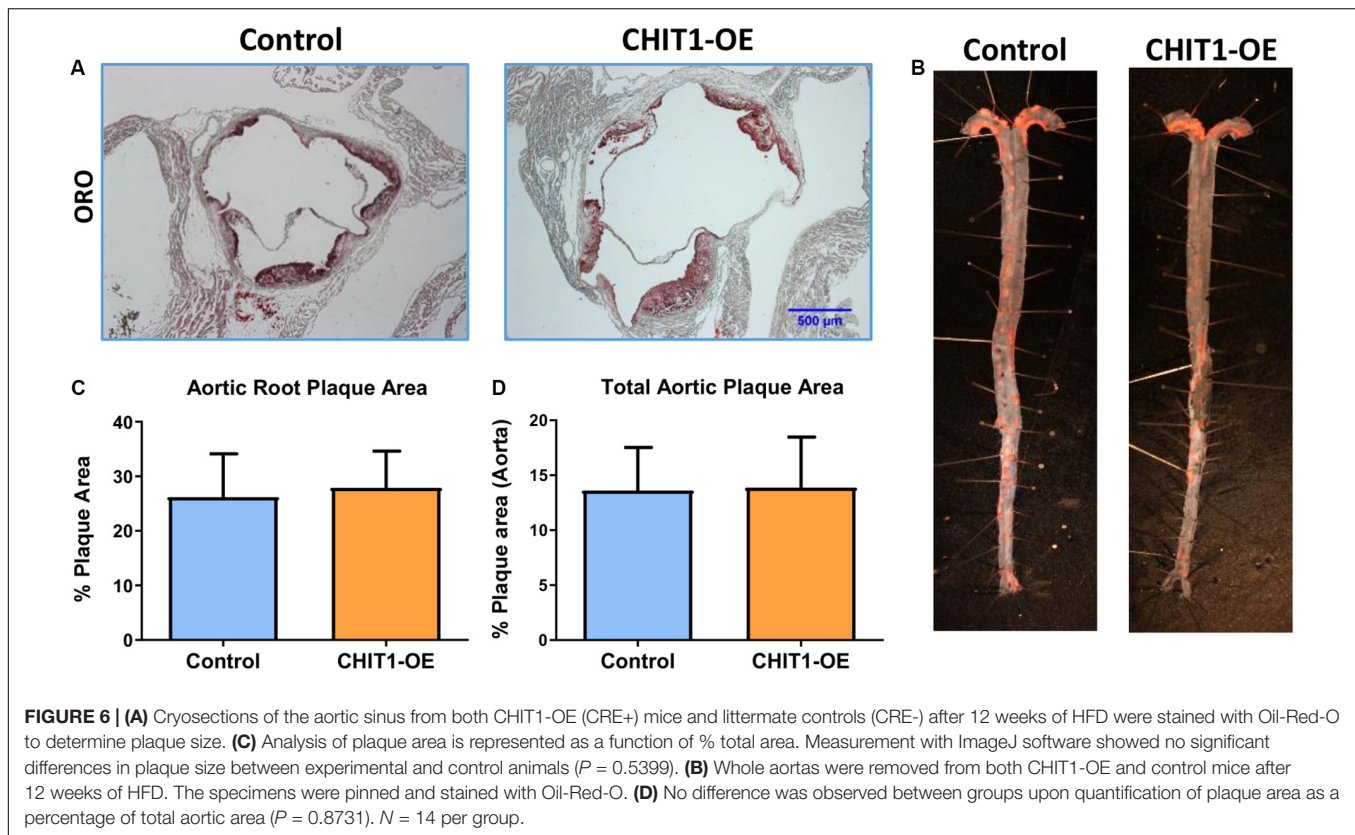 Control
CHIT1-OE
A
ORO
500 µm
B
Control
CHIT1-OE
C
Aortic Root Plaque Area
% Plaque Area
40
30
20
10
0
Control
CHIT1-OE
D
Total Aortic Plaque Area
% Plaque area (Aorta)
20
15
10
5
0
Control
CHIT1-OE
FIGURE 6 | (A) Cryosections of the aortic sinus from both CHIT1-OE (CRE+) mice and littermate controls (CRE-) after 12 weeks of HFD were stained with Oil-Red-O
to determine plaque size. (C) Analysis of plaque area is represented as a function of % total area. Measurement with ImageJ software showed no significant
differences in plaque size between experimental and control animals (P = 0.5399). (B) Whole aortas were removed from both CHIT1-OE and control mice after
12 weeks of HFD. The specimens were pinned and stained with Oil-Red-O. (D) No difference was observed between groups upon quantification of plaque area as a
percentage of total aortic area (P = 0.8731). N = 14 per group.